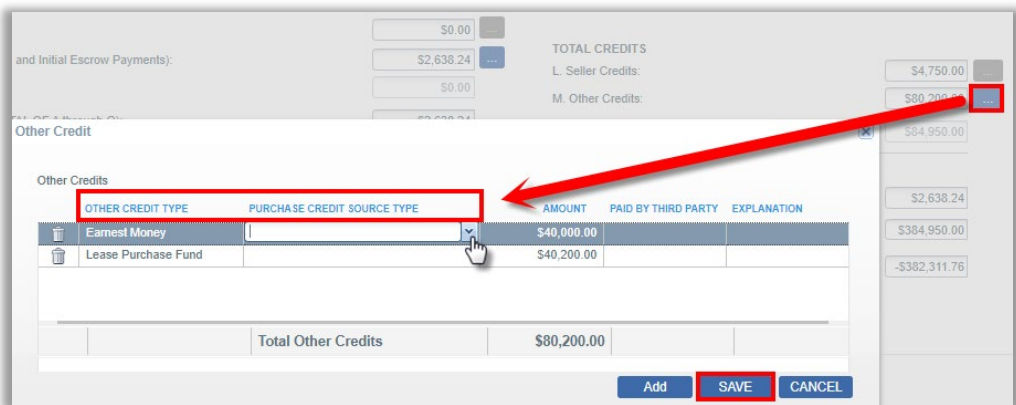 $0.00 ...
and Initial Escrow Payments): $2,638.24 ...
$0.00
TOTAL CREDITS
L. Seller Credits: $4,750.00 ...
M. Other Credits: $80,200.00 ...
$84,950.00
$2,638.24
$384,950.00
-$382,311.76
Other Credit
Other Credits
OTHER CREDIT TYPE PURCHASE CREDIT SOURCE TYPE AMOUNT PAID BY THIRD PARTY EXPLANATION
Earnest Money $40,000.00
Lease Purchase Fund $40,200.00
Total Other Credits $80,200.00
Add SAVE CANCEL